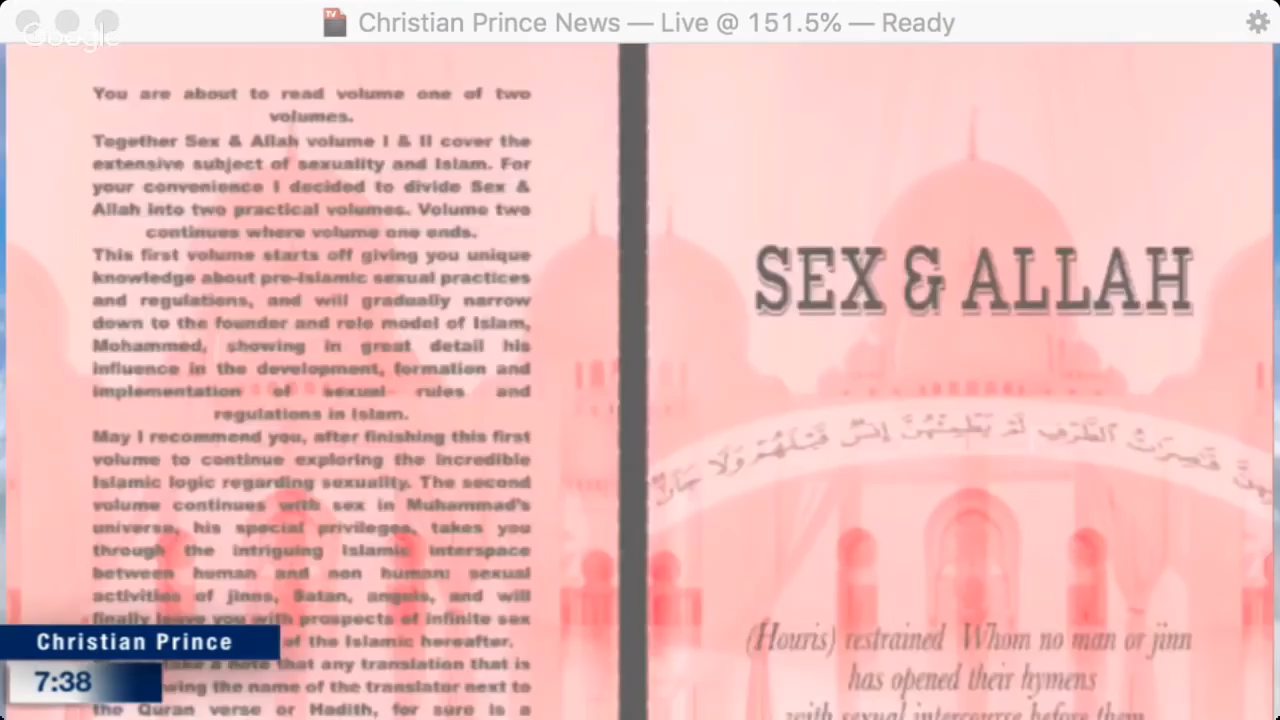 Christian Prince News — Live @ 151.5% — Ready
Google
You are about to read volume one of two
volumes.
Together Sex & Allah volume I & II cover the
extensive subject of sexuality and Islam. For
your convenience I decided to divide Sex &
Allah into two practical volumes. Volume two
continues where volume one ends.
This first volume starts off giving you unique
knowledge about pre-Islamic sexual practices
and regulations, and will gradually narrow
down to the founder and role model of Islam,
Mohammed, showing in great detail his
influence in the development, formation and
implementation of sexual rules and
regulations in Islam.
May I recommend you, after finishing this first
volume to continue exploring the incredible
Islamic logic regarding sexuality. The second
volume continues with sex in Muhammad's
universe, his special privileges, takes you
through the intriguing Islamic interspace
between human and non human: sexual
activities of jinns, Satan, angels, and will
finally leave you with prospects of infinite sex
of the Islamic hereafter.
take a note that any translation that is
the name of the translator next to
the Quran verse or Hadith, for sure is a
Christian Prince
7:38
SEX & ALLAH
قَٰصِرَٰتُ ٱلطَّرْفِ لَمْ يَطْمِثْهُنَّ إِنسٌ قَبْلَهُمْ وَلَا جَآنٌّ
(Houris) restrained Whom no man or jinn
has opened their hymens
with sexual intercourse before them